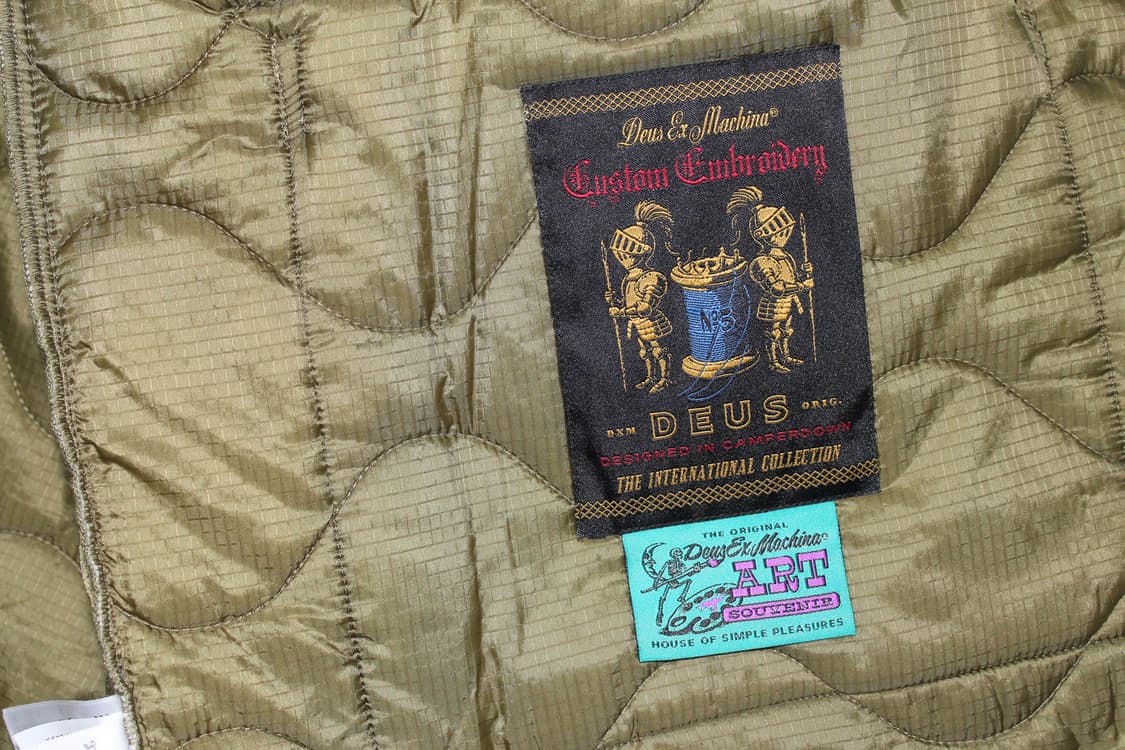 Deus Ex Machina®
Custom Embroidery
Nº3
DXM DEUS ORIG.
DESIGNED IN CAMPERDOWN
THE INTERNATIONAL COLLECTION
THE ORIGINAL
Deus Ex Machina®
ART
SOUVENIR
HOUSE OF SIMPLE PLEASURES